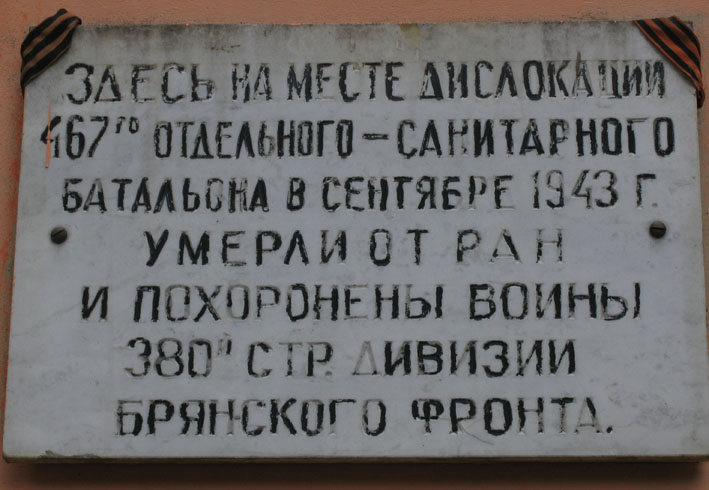 ЗДЕСЬ НА МЕСТЕ ДИСЛОКАЦИИ
467го ОТДЕЛЬНОГО – САНИТАРНОГО
БАТАЛЬОНА В СЕНТЯБРЕ 1943 Г.
УМЕРЛИ ОТ РАН
И ПОХОРОНЕНЫ ВОИНЫ
380й СТР. ДИВИЗИИ
БРЯНСКОГО ФРОНТА.